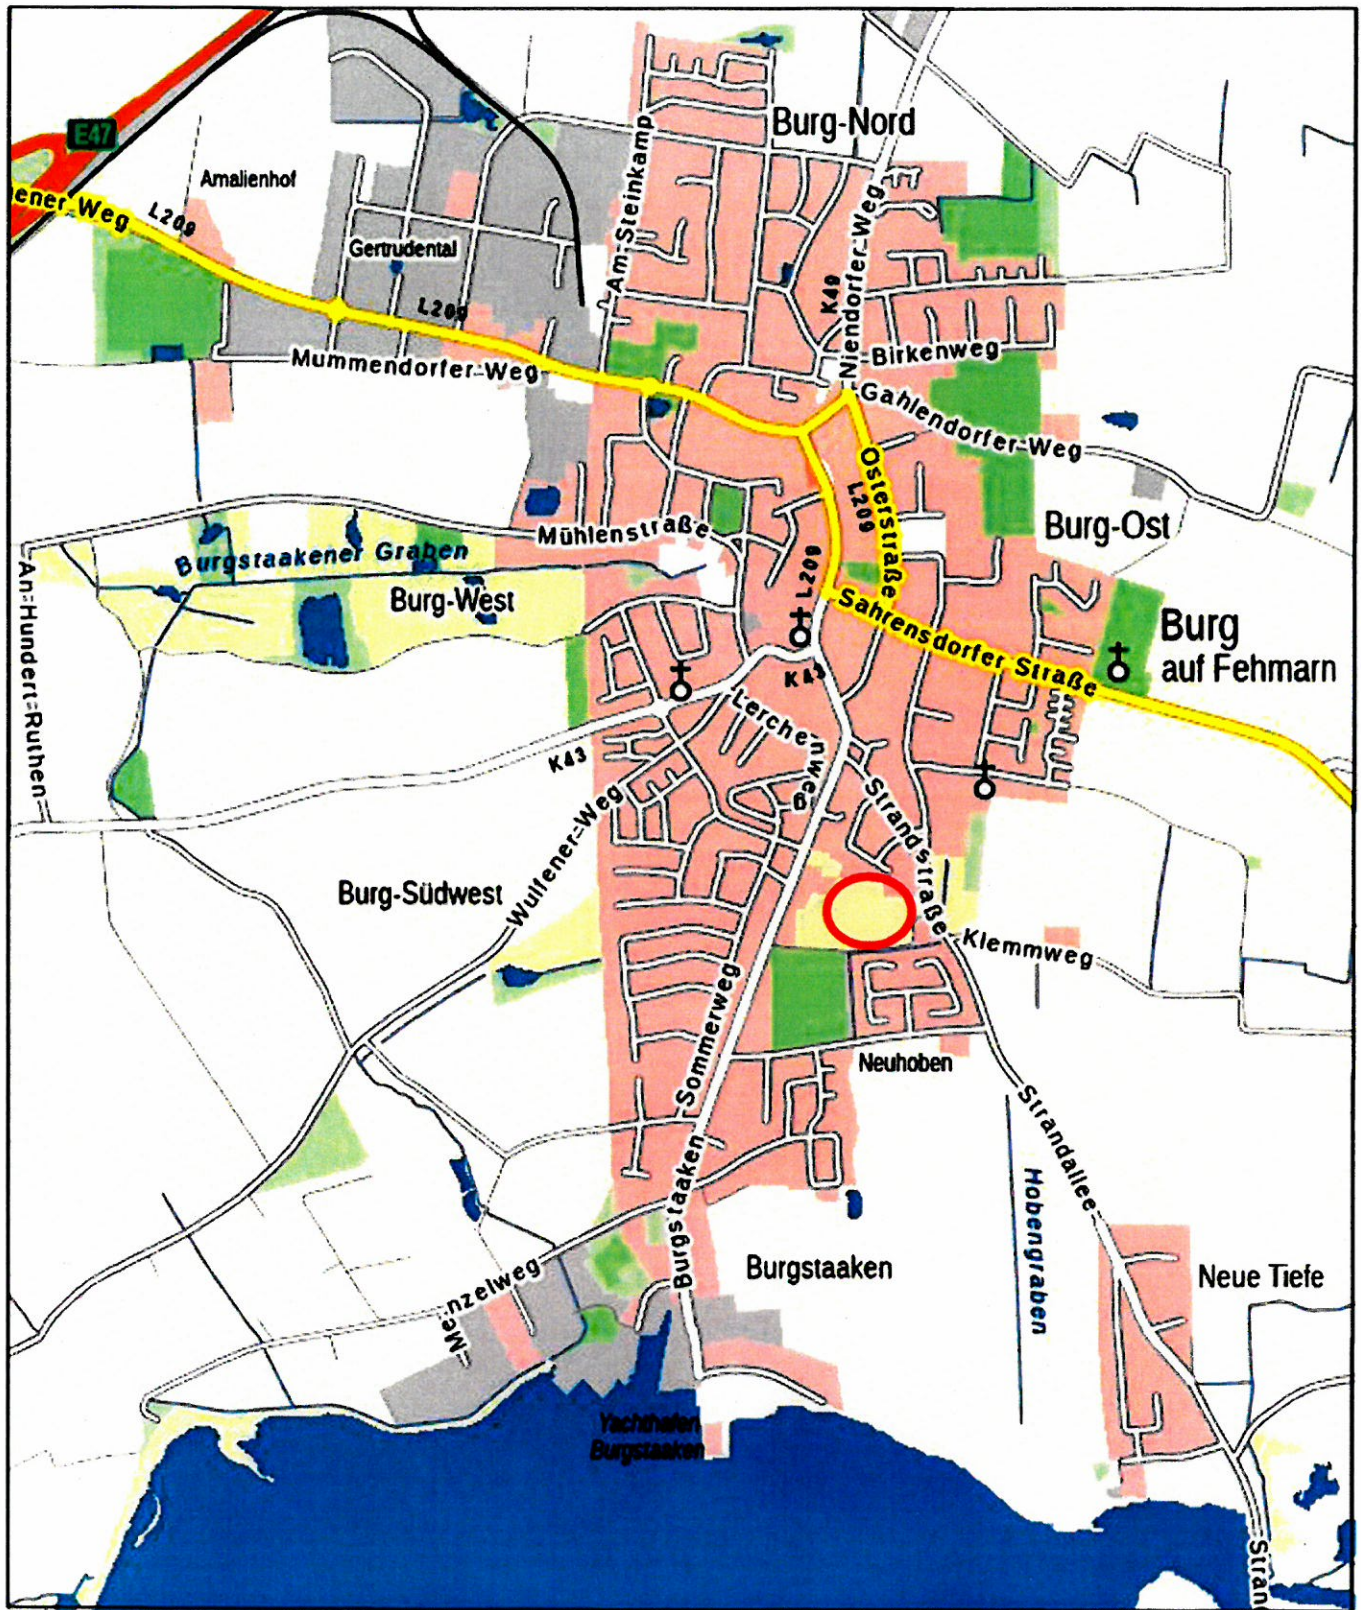 Burg-Nord
E47
Amalienhof
ener-Weg
L209
Gertrudental
Am-Steinkamp
Niendorfer-Weg
K49
L209
Mummendorfer-Weg
Birkenweg
Gahlendorfer-Weg
Osterstraße
L209
Mühlenstraße
Burg-Ost
Burgstaakener Graben
An-Hundert-Ruthen
Burg-West
L209
Sahrensdorfer Straße
Burg
auf Fehmarn
K43
Lerchenweg
K43
Wulfener-Weg
Strandstraße
Burg-Südwest
Klemmweg
Sommerweg
Neuhoben
Strandallee
Burgstaaken
Hobengraben
Burgstaaken
Neue Tiefe
Menzelweg
Yachthafen
Burgstaaken
Stran